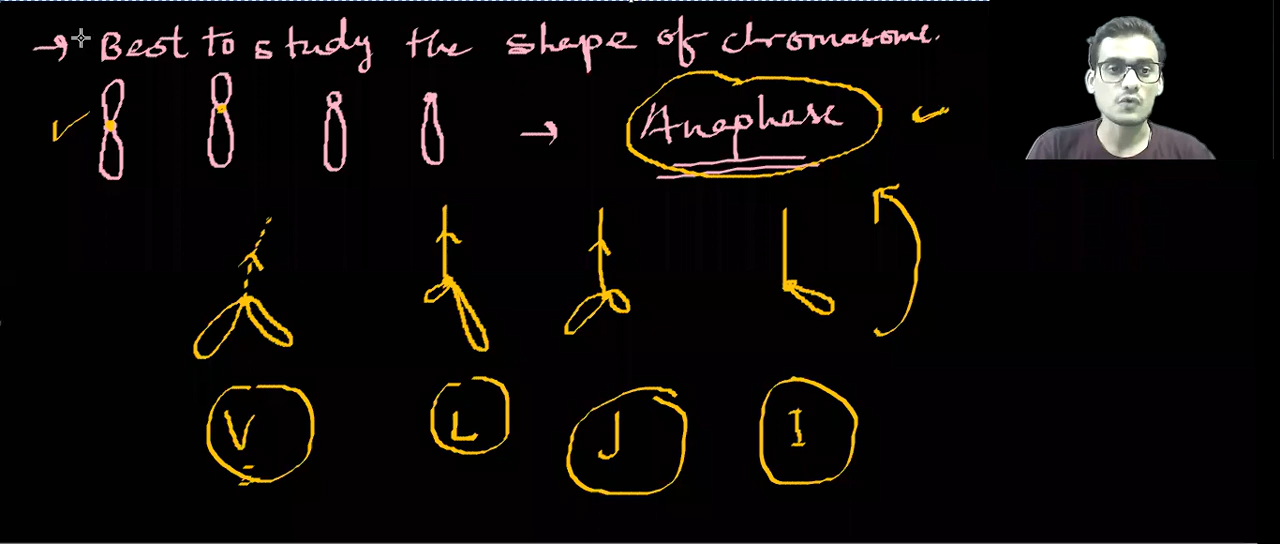 → Best to study the shape of chromosome.
→ Anaphase
V L J I